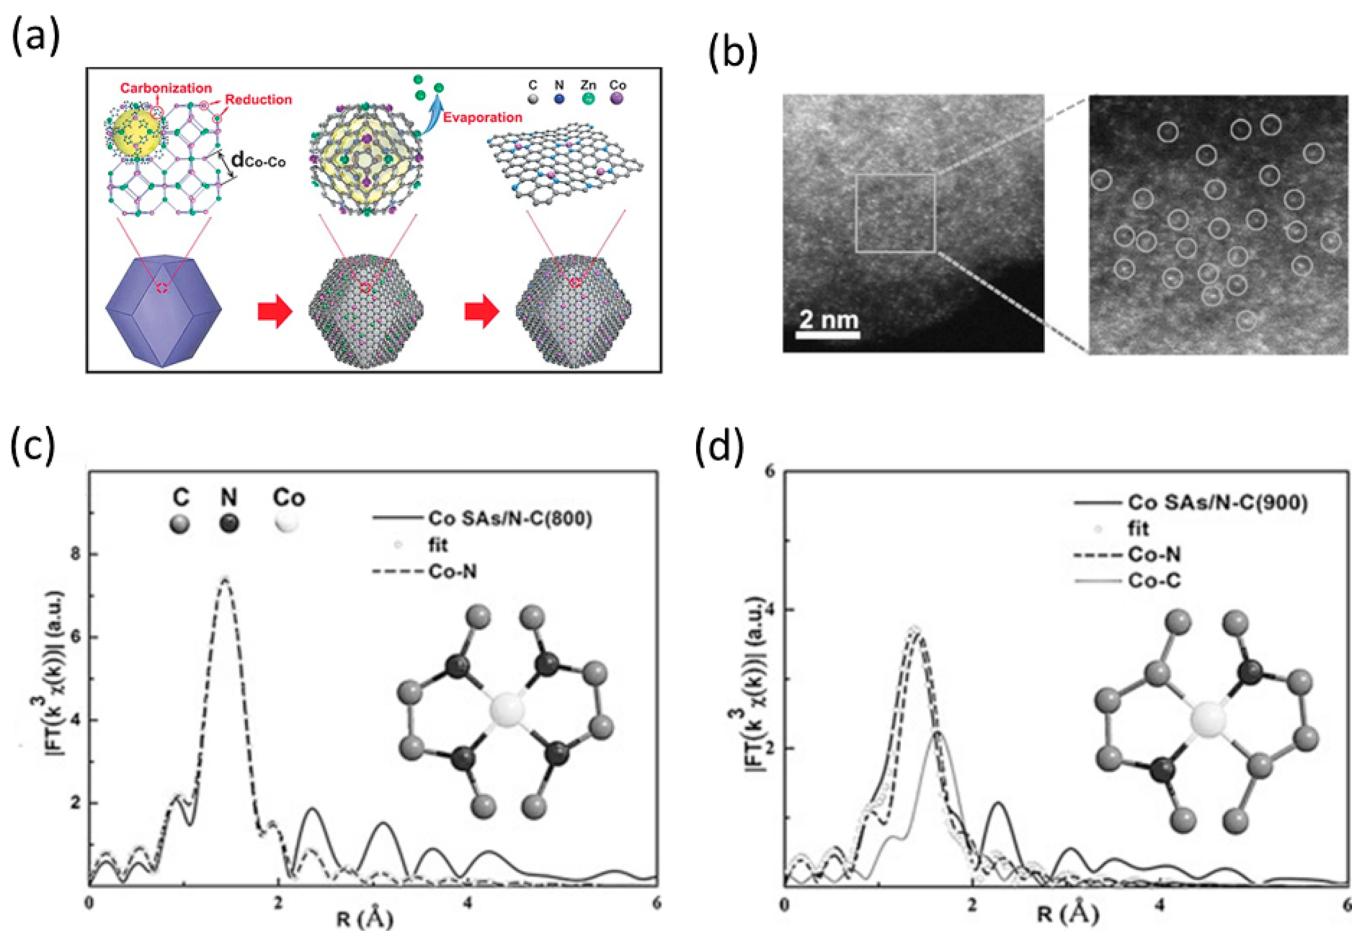 (a)
Carbonization
Reduction
dCo-Co
Evaporation
C N Zn Co
(b)
2 nm
(c)
C N Co
Co SAs/N-C(800)
fit
Co-N
|FT(k³χ(k))| (a.u.)
8
6
4
2
0 2 4 6
R (Å)
(d)
Co SAs/N-C(900)
fit
Co-N
Co-C
|FT(k³χ(k))| (a.u.)
6
4
2
0 2 4 6
R (Å)